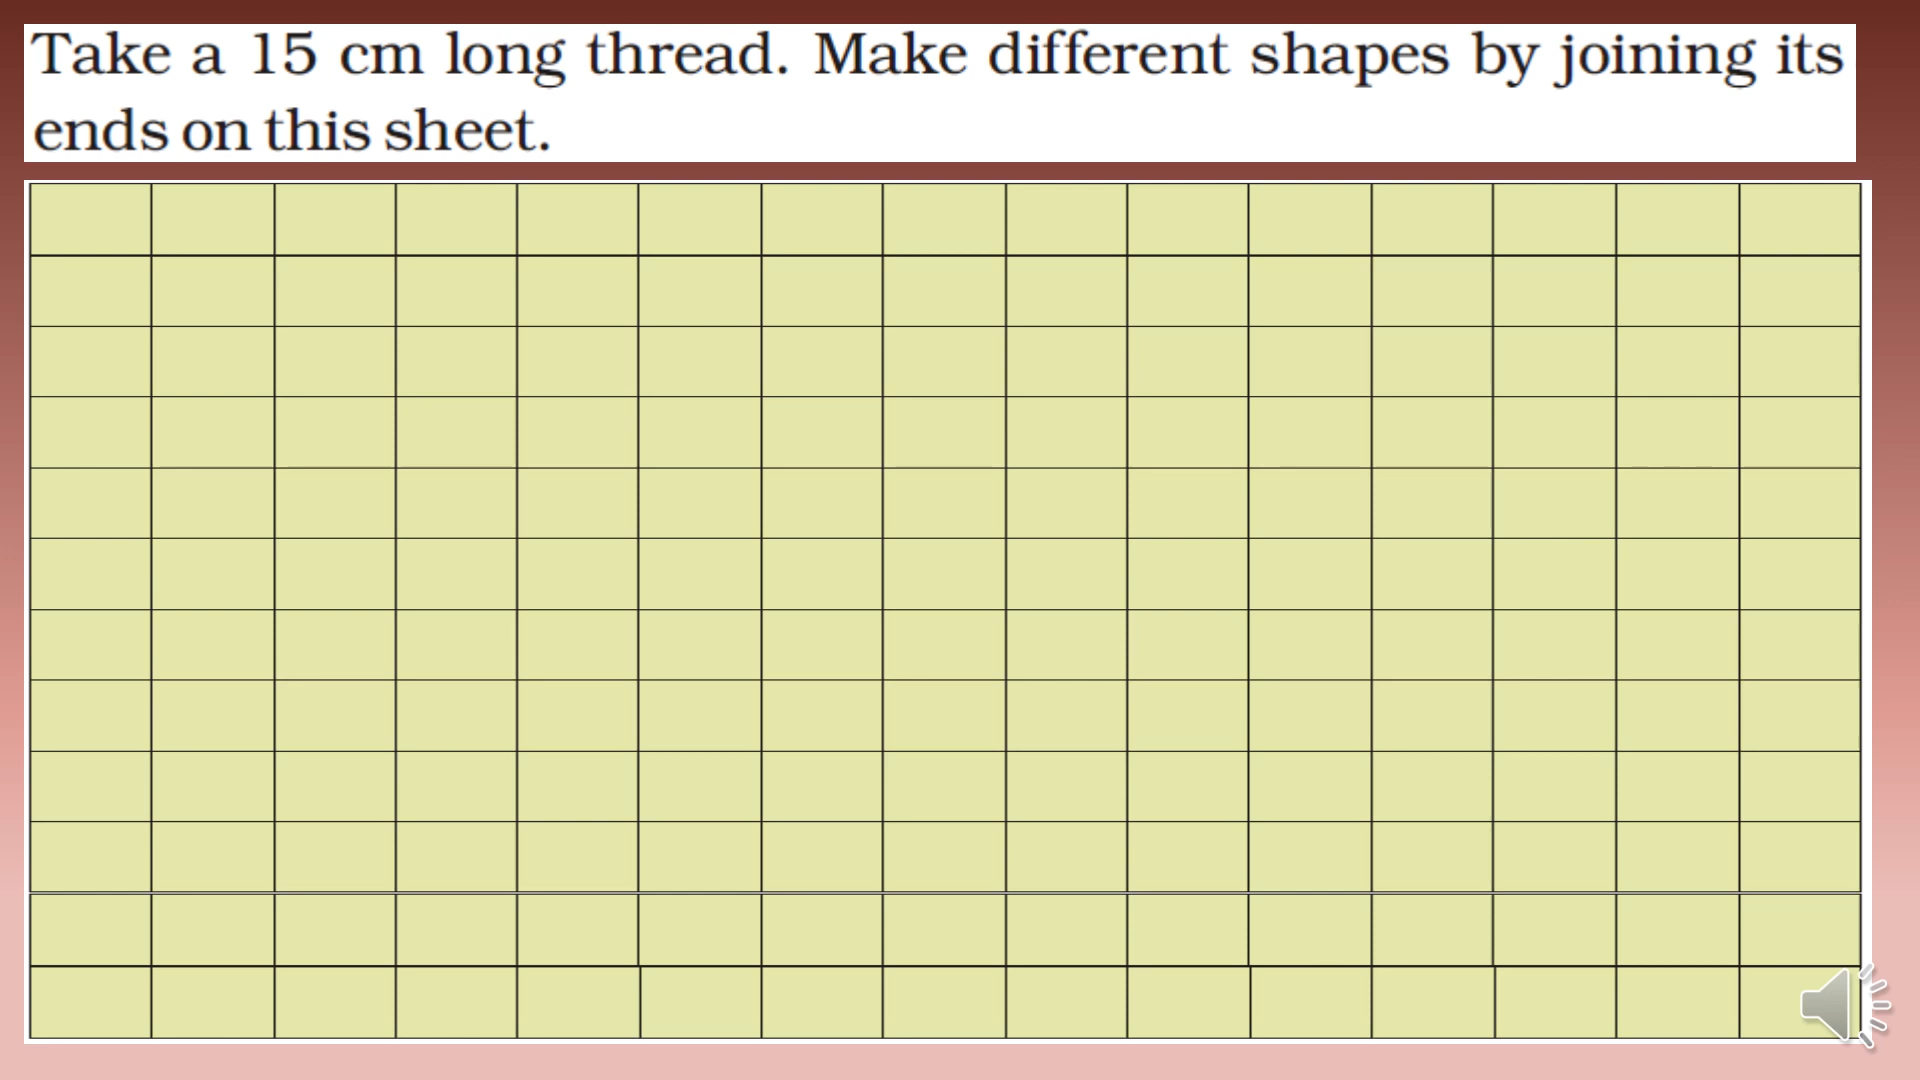 Take a 15 cm long thread. Make different shapes by joining its
ends on this sheet.